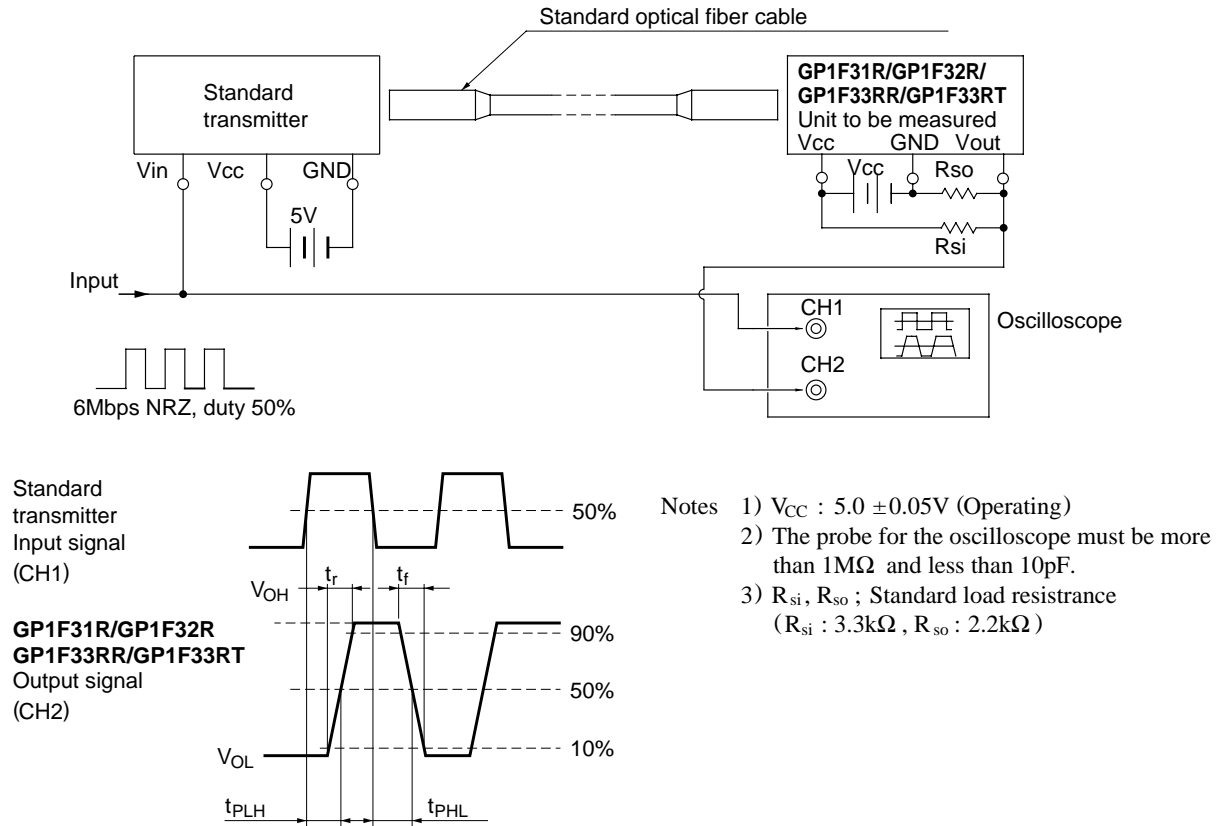 Standard optical fiber cable
Standard
transmitter
Vin Vcc GND
5V
GP1F31R/GP1F32R/
GP1F33RR/GP1F33RT
Unit to be measured
Vcc GND Vout
Vcc Rso
Rsi
Input
CH1
CH2
Oscilloscope
6Mbps NRZ, duty 50%
Standard
transmitter
Input signal
(CH1)
50%
tr tf
VOH
GP1F31R/GP1F32R
GP1F33RR/GP1F33RT
Output signal
(CH2)
90%
50%
10%
VOL
tPLH tPHL
Notes 1) VCC : 5.0 ±0.05V (Operating)
2) The probe for the oscilloscope must be more
than 1MΩ and less than 10pF.
3) Rsi, Rso ; Standard load resistrance
(Rsi : 3.3kΩ , Rso : 2.2kΩ )